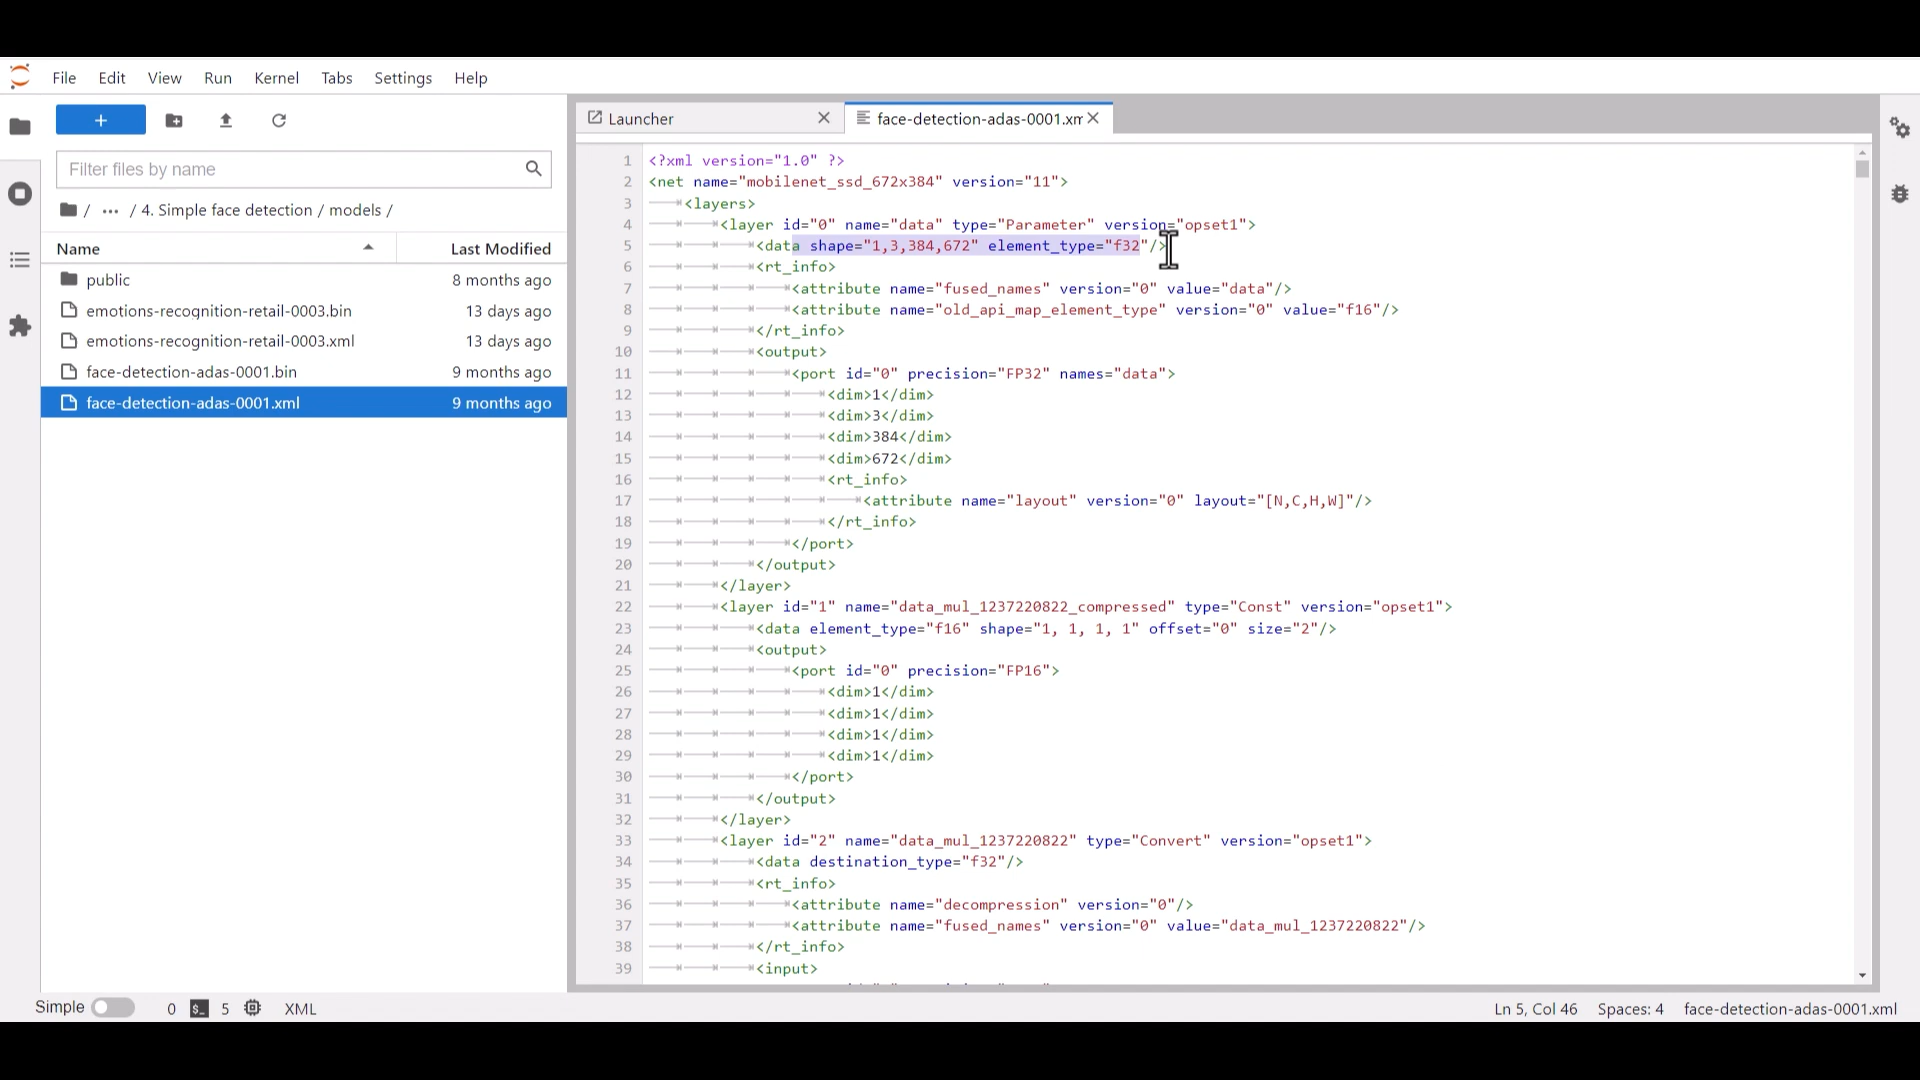 File Edit View Run Kernel Tabs Settings Help
+
Filter files by name
/ ··· / 4. Simple face detection / models /
Name Last Modified
public 8 months ago
emotions-recognition-retail-0003.bin 13 days ago
emotions-recognition-retail-0003.xml 13 days ago
face-detection-adas-0001.bin 9 months ago
face-detection-adas-0001.xml 9 months ago
Launcher
face-detection-adas-0001.xm
1 <?xml version="1.0" ?>
2 <net name="mobilenet_ssd_672x384" version="11">
3 <layers>
4 <layer id="0" name="data" type="Parameter" version="opset1">
5 <data shape="1,3,384,672" element_type="f32"/>
6 <rt_info>
7 <attribute name="fused_names" version="0" value="data"/>
8 <attribute name="old_api_map_element_type" version="0" value="f16"/>
9 </rt_info>
10 <output>
11 <port id="0" precision="FP32" names="data">
12 <dim>1</dim>
13 <dim>3</dim>
14 <dim>384</dim>
15 <dim>672</dim>
16 <rt_info>
17 <attribute name="layout" version="0" layout="[N,C,H,W]"/>
18 </rt_info>
19 </port>
20 </output>
21 </layer>
22 <layer id="1" name="data_mul_1237220822_compressed" type="Const" version="opset1">
23 <data element_type="f16" shape="1, 1, 1, 1" offset="0" size="2"/>
24 <output>
25 <port id="0" precision="FP16">
26 <dim>1</dim>
27 <dim>1</dim>
28 <dim>1</dim>
29 <dim>1</dim>
30 </port>
31 </output>
32 </layer>
33 <layer id="2" name="data_mul_1237220822" type="Convert" version="opset1">
34 <data destination_type="f32"/>
35 <rt_info>
36 <attribute name="decompression" version="0"/>
37 <attribute name="fused_names" version="0" value="data_mul_1237220822"/>
38 </rt_info>
39 <input>
Simple 0 $_ 5 XML Ln 5, Col 46 Spaces: 4 face-detection-adas-0001.xml